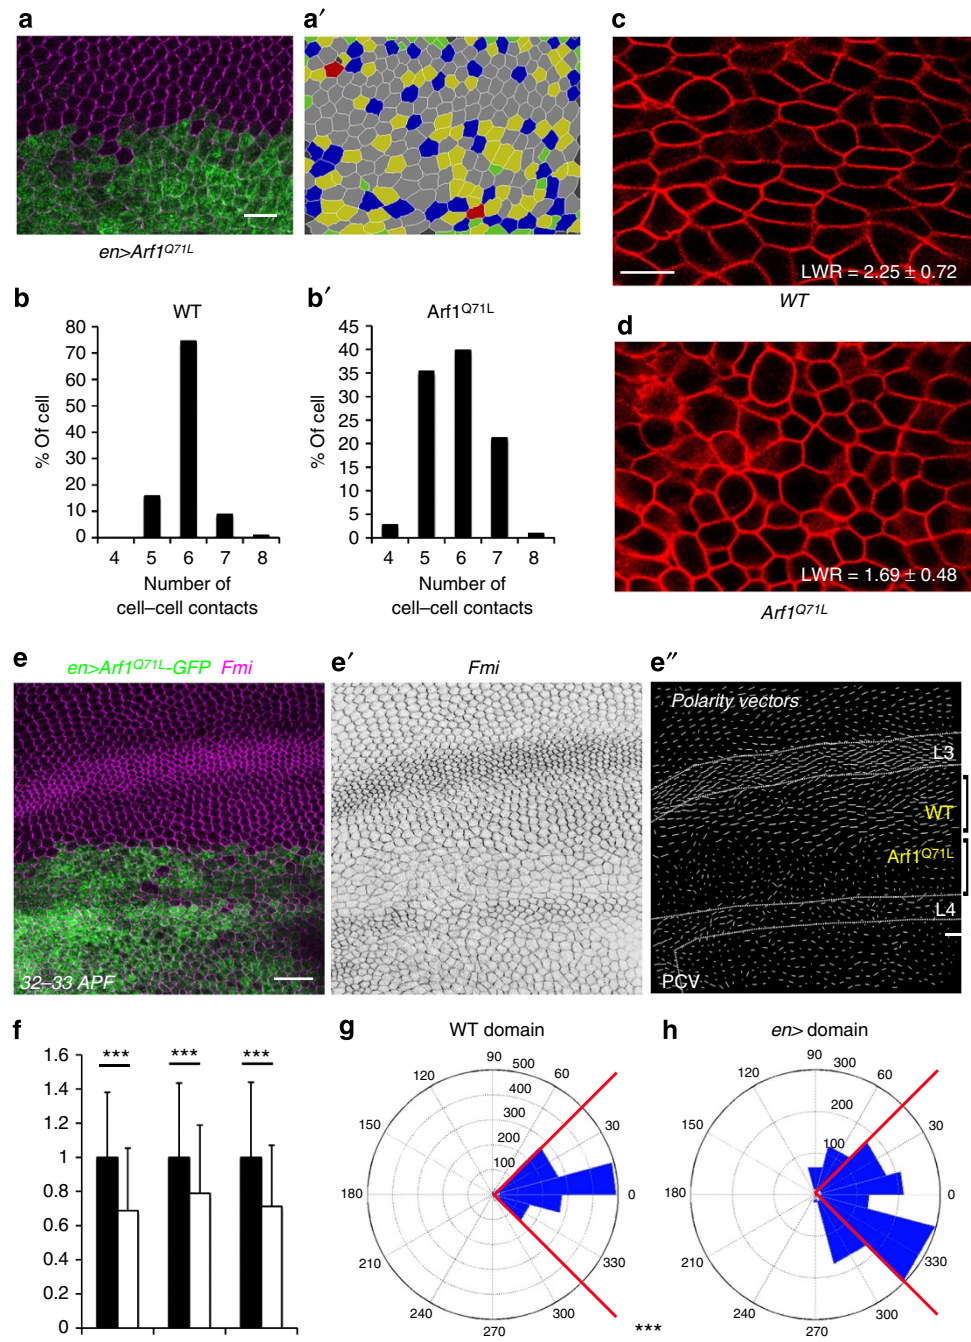 a
a′
c
en>Arf1Q71L
LWR = 2.25 ± 0.72
WT
b
WT
80
70
60
50
40
30
20
10
0
% Of cell
4 5 6 7 8
Number of
cell–cell contacts
b′
Arf1Q71L
45
40
35
30
25
20
15
10
5
0
% Of cell
4 5 6 7 8
Number of
cell–cell contacts
d
LWR = 1.69 ± 0.48
Arf1Q71L
e
en>Arf1Q71L-GFP Fmi
32–33 APF
e′
Fmi
e″
Polarity vectors
L3
WT
Arf1Q71L
L4
PCV
f
1.6
1.4
1.2
1
0.8
0.6
0.4
0.2
0
*** *** ***
g
WT domain
90
500
400
300
200
100
60
30
0
330
300
270
240
210
180
150
120
***
h
en> domain
90
300
200
100
60
30
0
330
300
270
240
210
180
150
120